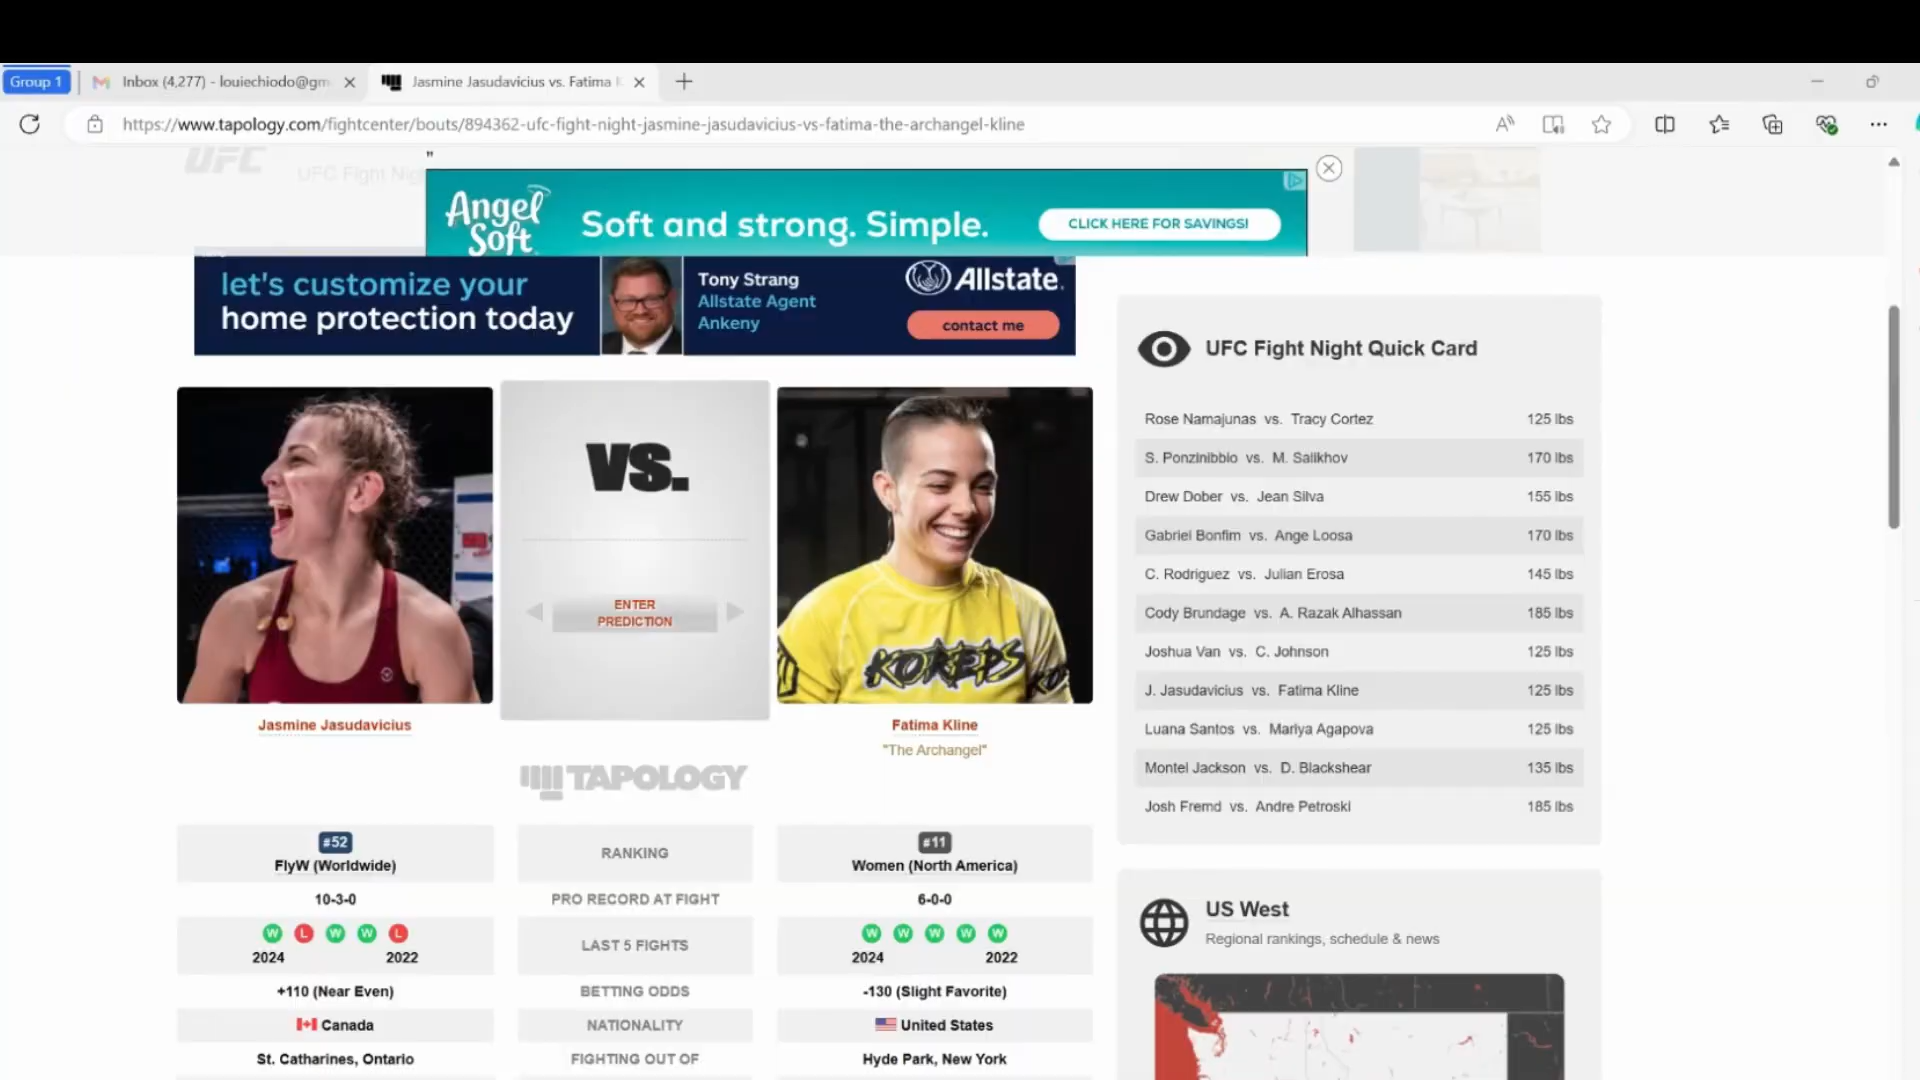 Group 1
Inbox (4,277) - louiechiodo@gm
Jasmine Jasudavicius vs. Fatima K
https://www.tapology.com/fightcenter/bouts/894362-ufc-fight-night-jasmine-jasudavicius-vs-fatima-the-archangel-kline
UFC
UFC Fight Nig
"
Angel Soft
Soft and strong. Simple.
CLICK HERE FOR SAVINGS!
let's customize your
home protection today
Tony Strang
Allstate Agent
Ankeny
Allstate.
contact me
VS.
ENTER
PREDICTION
KOREPS
Jasmine Jasudavicius
Fatima Kline
"The Archangel"
TAPOLOGY
#52
FlyW (Worldwide)
RANKING
#11
Women (North America)
10-3-0
PRO RECORD AT FIGHT
6-0-0
W L W W L
2024 2022
LAST 5 FIGHTS
W W W W W
2024 2022
+110 (Near Even)
BETTING ODDS
-130 (Slight Favorite)
Canada
NATIONALITY
United States
St. Catharines, Ontario
FIGHTING OUT OF
Hyde Park, New York
UFC Fight Night Quick Card
Rose Namajunas vs. Tracy Cortez 125 lbs
S. Ponzinibbio vs. M. Salikhov 170 lbs
Drew Dober vs. Jean Silva 155 lbs
Gabriel Bonfim vs. Ange Loosa 170 lbs
C. Rodriguez vs. Julian Erosa 145 lbs
Cody Brundage vs. A. Razak Alhassan 185 lbs
Joshua Van vs. C. Johnson 125 lbs
J. Jasudavicius vs. Fatima Kline 125 lbs
Luana Santos vs. Mariya Agapova 125 lbs
Montel Jackson vs. D. Blackshear 135 lbs
Josh Fremd vs. Andre Petroski 185 lbs
US West
Regional rankings, schedule & news